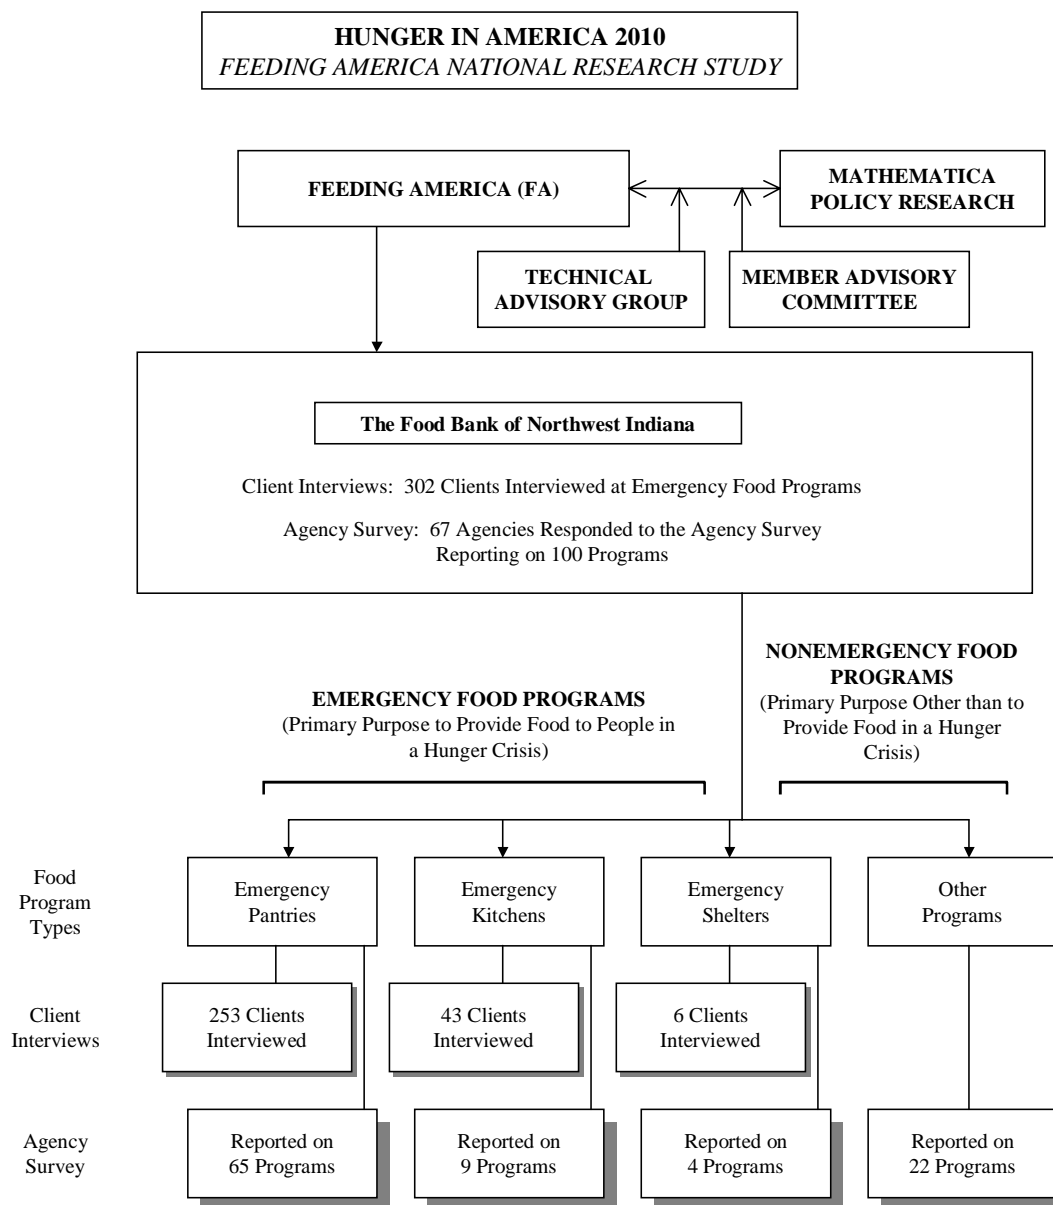 HUNGER IN AMERICA 2010
FEEDING AMERICA NATIONAL RESEARCH STUDY
FEEDING AMERICA (FA)
MATHEMATICA
POLICY RESEARCH
TECHNICAL
ADVISORY GROUP
MEMBER ADVISORY
COMMITTEE
The Food Bank of Northwest Indiana
Client Interviews:  302 Clients Interviewed at Emergency Food Programs
Agency Survey:  67 Agencies Responded to the Agency Survey
Reporting on 100 Programs
EMERGENCY FOOD PROGRAMS
(Primary Purpose to Provide Food to People in
a Hunger Crisis)
NONEMERGENCY FOOD
PROGRAMS
(Primary Purpose Other than to
Provide Food in a Hunger
Crisis)
Food
Program
Types
Emergency
Pantries
Emergency
Kitchens
Emergency
Shelters
Other
Programs
Client
Interviews
253 Clients
Interviewed
43 Clients
Interviewed
6 Clients
Interviewed
Agency
Survey
Reported on
65 Programs
Reported on
9 Programs
Reported on
4 Programs
Reported on
22 Programs